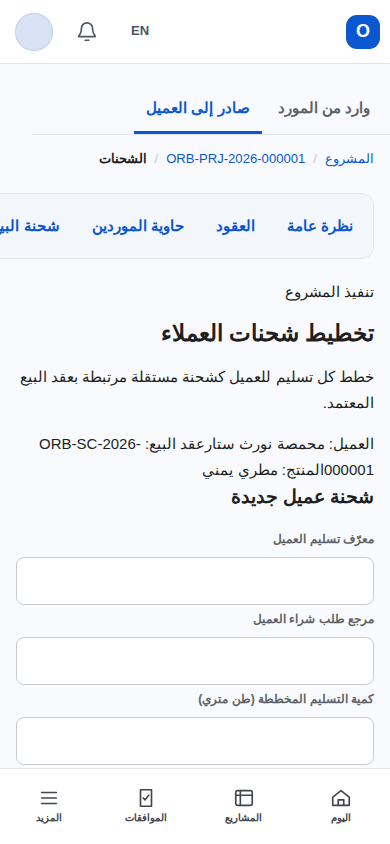 O
EN
وارد من المورد
صادر إلى العميل
المشروع / ORB-PRJ-2026-000001 / الشحنات
نظرة عامة
العقود
حاوية الموردين
شحنة البي
تنفيذ المشروع
تخطيط شحنات العملاء
خطط كل تسليم للعميل كشحنة مستقلة مرتبطة بعقد البيع
المعتمد.
العميل: محمصة نورث ستارعقد البيع: ORB-SC-2026-
000001المنتج: مطري يمني
شحنة عميل جديدة
معرّف تسليم العميل
مرجع طلب شراء العميل
كمية التسليم المخططة (طن متري)
اليوم
المشاريع
الموافقات
المزيد